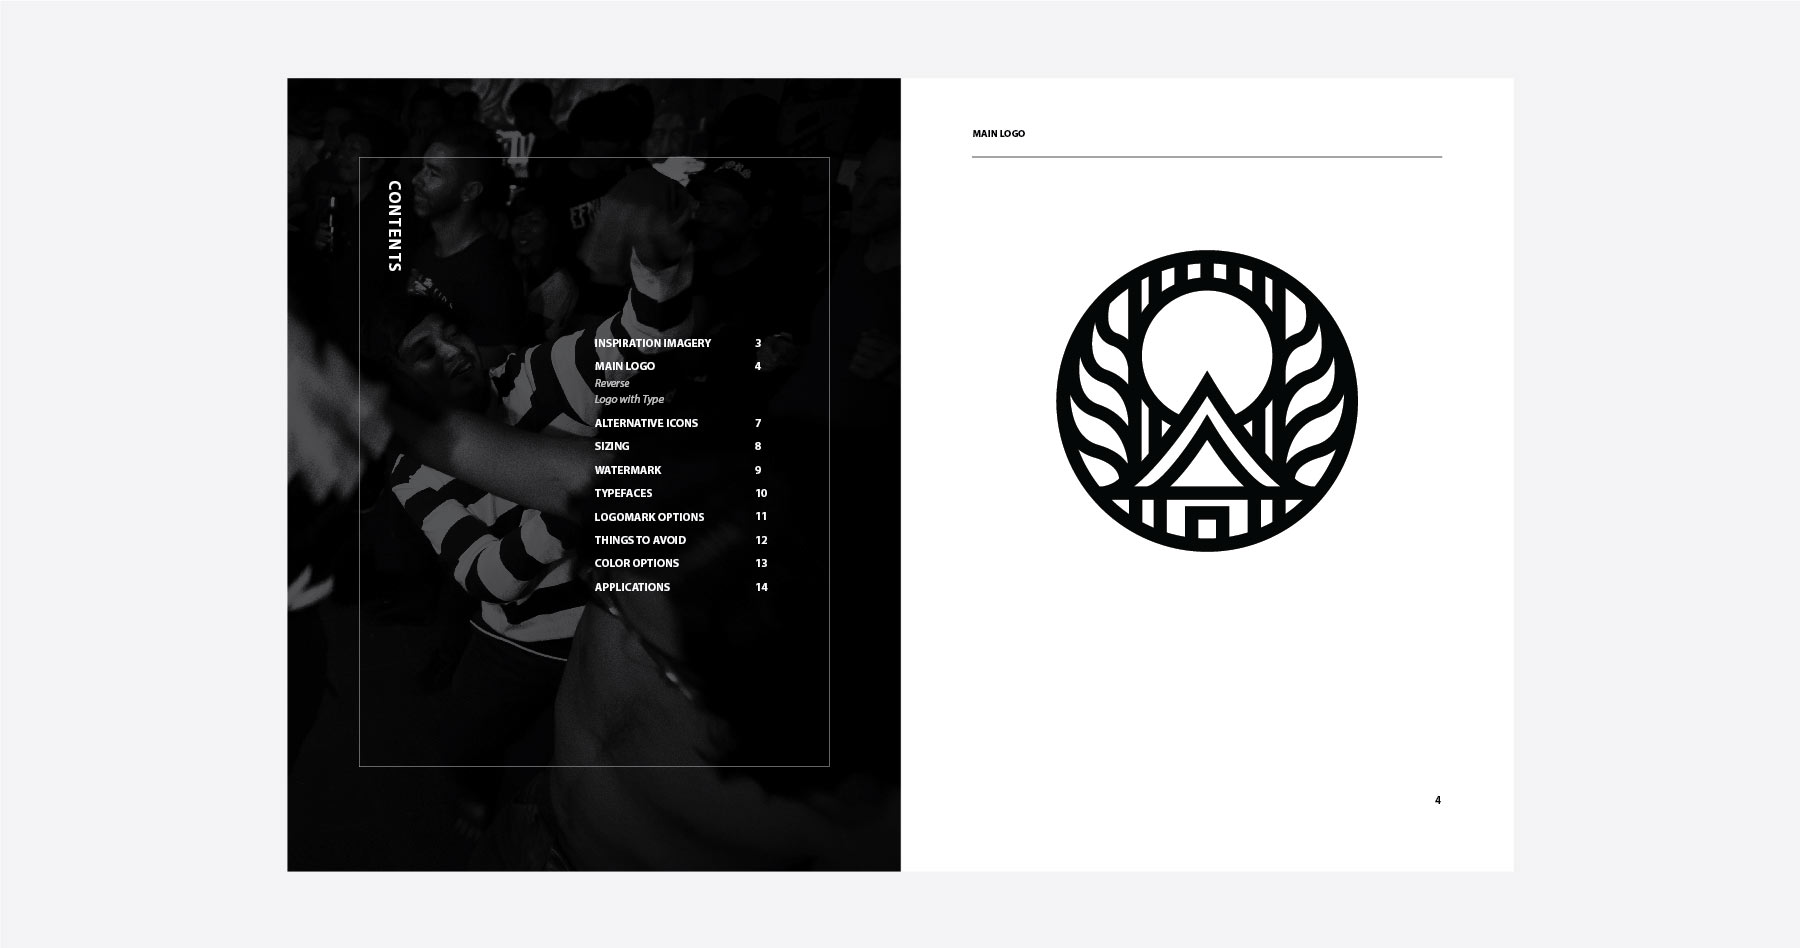 CONTENTS
INSPIRATION IMAGERY 3
MAIN LOGO 4
Reverse
Logo with Type
ALTERNATIVE ICONS 7
SIZING 8
WATERMARK 9
TYPEFACES 10
LOGOMARK OPTIONS 11
THINGS TO AVOID 12
COLOR OPTIONS 13
APPLICATIONS 14
MAIN LOGO
4